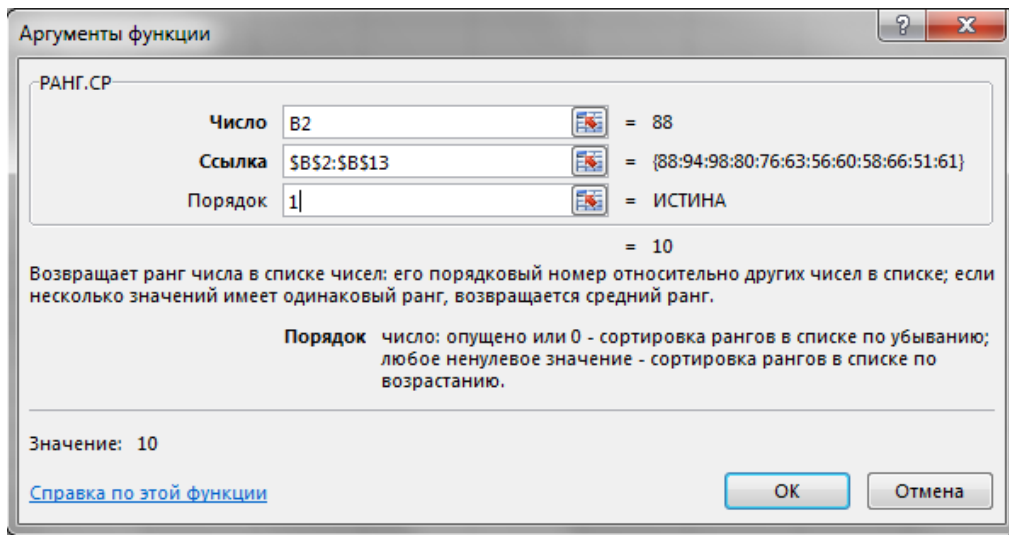 Аргументы функции
РАНГ.СР
Число B2 = 88
Ссылка $B$2:$B$13 = {88:94:98:80:76:63:56:60:58:66:51:61}
Порядок 1 = ИСТИНА
= 10
Возвращает ранг числа в списке чисел: его порядковый номер относительно других чисел в списке; если
несколько значений имеет одинаковый ранг, возвращается средний ранг.
Порядок число: опущено или 0 - сортировка рангов в списке по убыванию;
любое ненулевое значение - сортировка рангов в списке по
возрастанию.
Значение: 10
Справка по этой функции
ОК Отмена